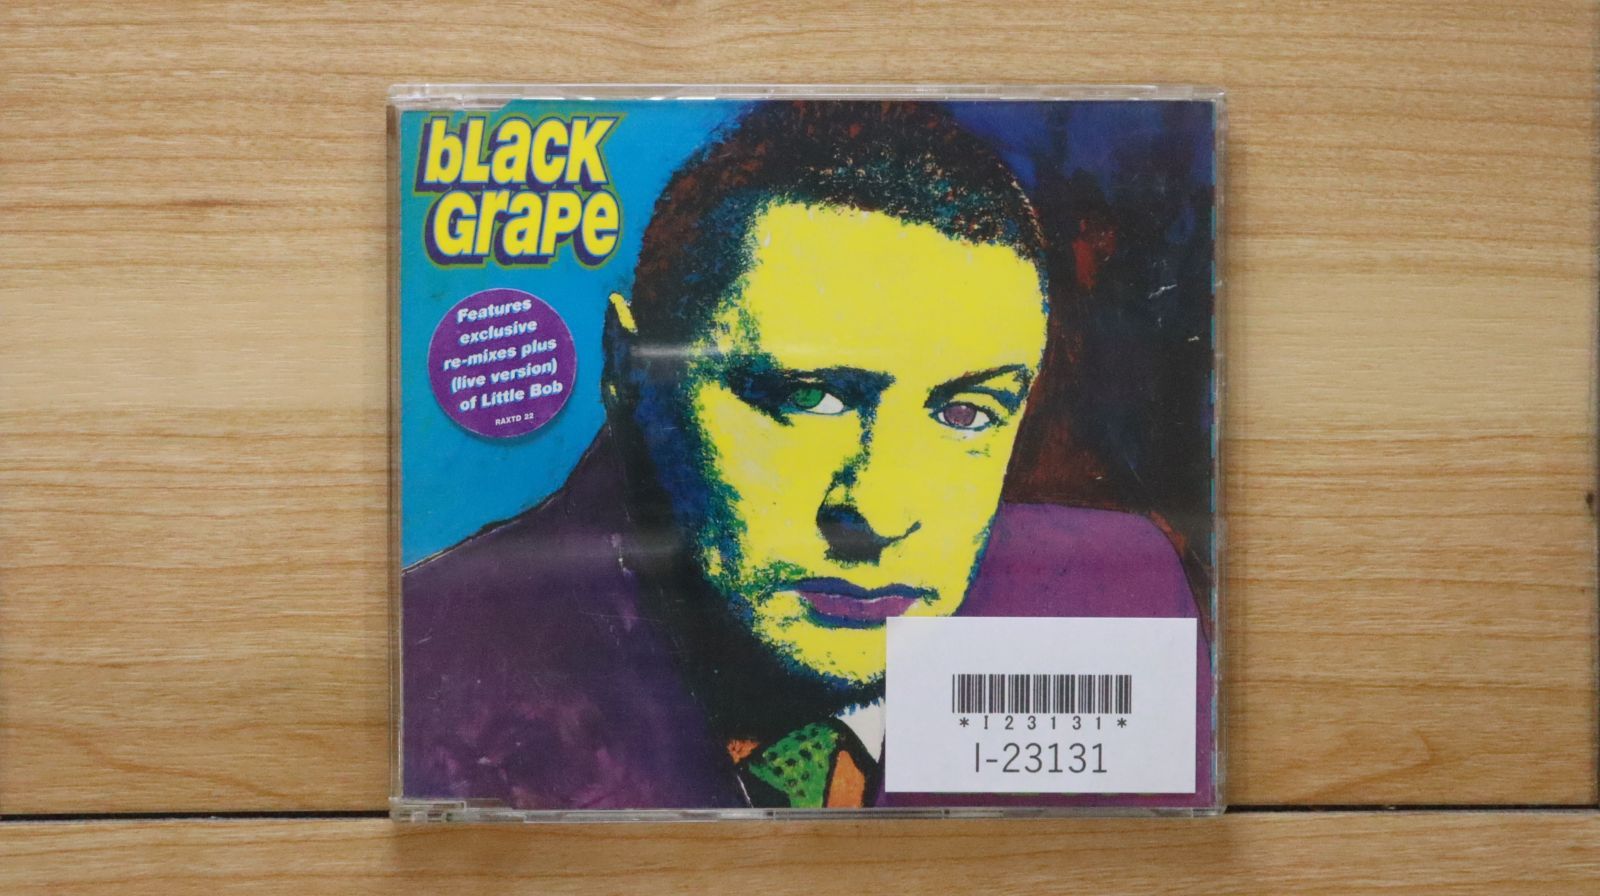 bLacK
GraPe
Features
exclusive
re-mixes plus
(live version)
of Little Bob
RAXTD 22
*I23131*
I-23131